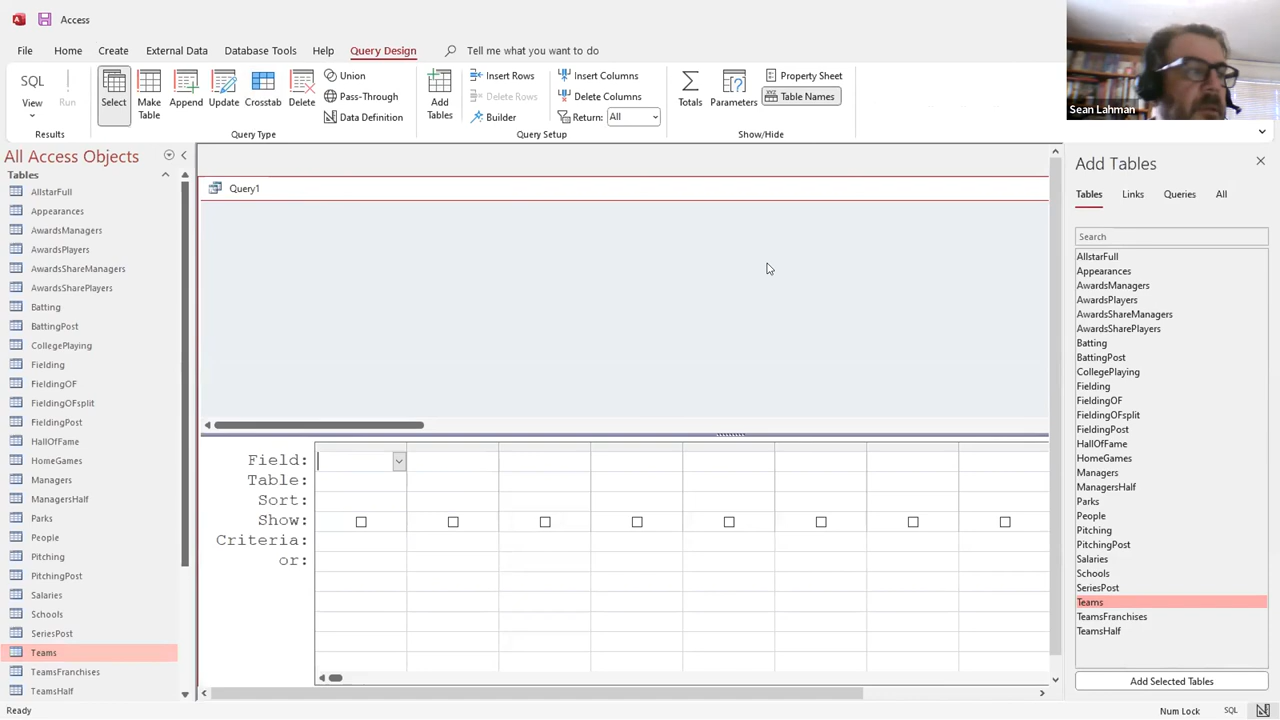 Access
File Home Create External Data Database Tools Help Query Design Tell me what you want to do
SQL
View
Run
Results
Select
Make
Table
Append
Update
Crosstab
Delete
Union
Pass-Through
Data Definition
Query Type
Add
Tables
Insert Rows
Delete Rows
Builder
Insert Columns
Delete Columns
Return: All
Query Setup
Totals
Parameters
Property Sheet
Table Names
Show/Hide
Sean Lahman
All Access Objects
Tables
AllstarFull
Appearances
AwardsManagers
AwardsPlayers
AwardsShareManagers
AwardsSharePlayers
Batting
BattingPost
CollegePlaying
Fielding
FieldingOF
FieldingOFsplit
FieldingPost
HallOfFame
HomeGames
Managers
ManagersHalf
Parks
People
Pitching
PitchingPost
Salaries
Schools
SeriesPost
Teams
TeamsFranchises
TeamsHalf
Query1
Field:
Table:
Sort:
Show:
Criteria:
or:
Add Tables
Tables Links Queries All
Search
AllstarFull
Appearances
AwardsManagers
AwardsPlayers
AwardsShareManagers
AwardsSharePlayers
Batting
BattingPost
CollegePlaying
Fielding
FieldingOF
FieldingOFsplit
FieldingPost
HallOfFame
HomeGames
Managers
ManagersHalf
Parks
People
Pitching
PitchingPost
Salaries
Schools
SeriesPost
Teams
TeamsFranchises
TeamsHalf
Add Selected Tables
Ready
Num Lock
SQL